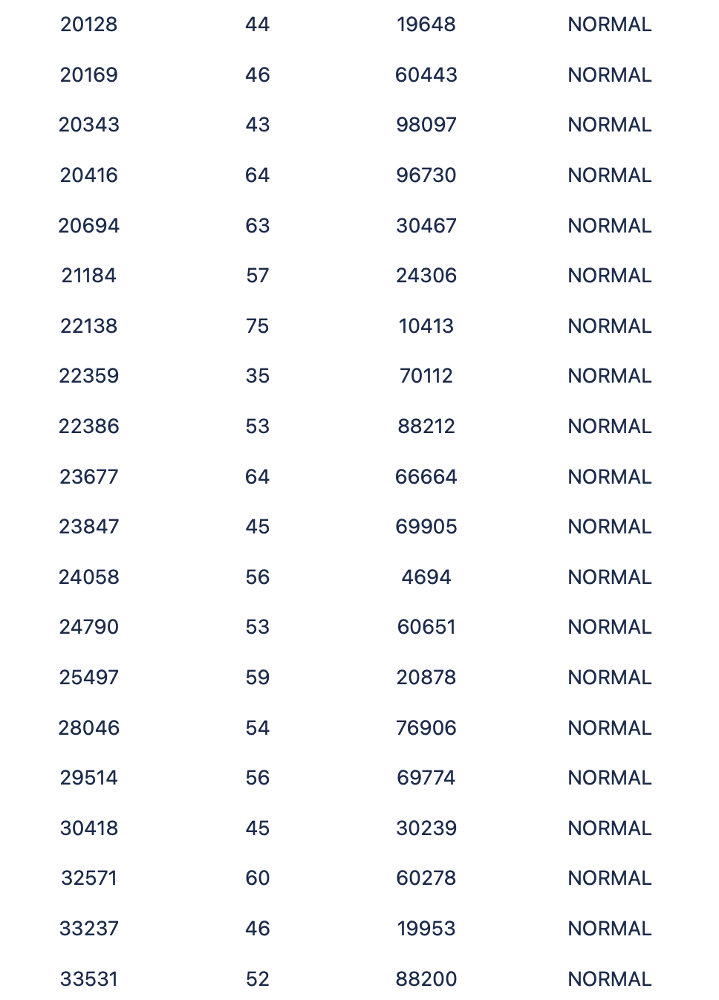 20128 44 19648 NORMAL
20169 46 60443 NORMAL
20343 43 98097 NORMAL
20416 64 96730 NORMAL
20694 63 30467 NORMAL
21184 57 24306 NORMAL
22138 75 10413 NORMAL
22359 35 70112 NORMAL
22386 53 88212 NORMAL
23677 64 66664 NORMAL
23847 45 69905 NORMAL
24058 56 4694 NORMAL
24790 53 60651 NORMAL
25497 59 20878 NORMAL
28046 54 76906 NORMAL
29514 56 69774 NORMAL
30418 45 30239 NORMAL
32571 60 60278 NORMAL
33237 46 19953 NORMAL
33531 52 88200 NORMAL